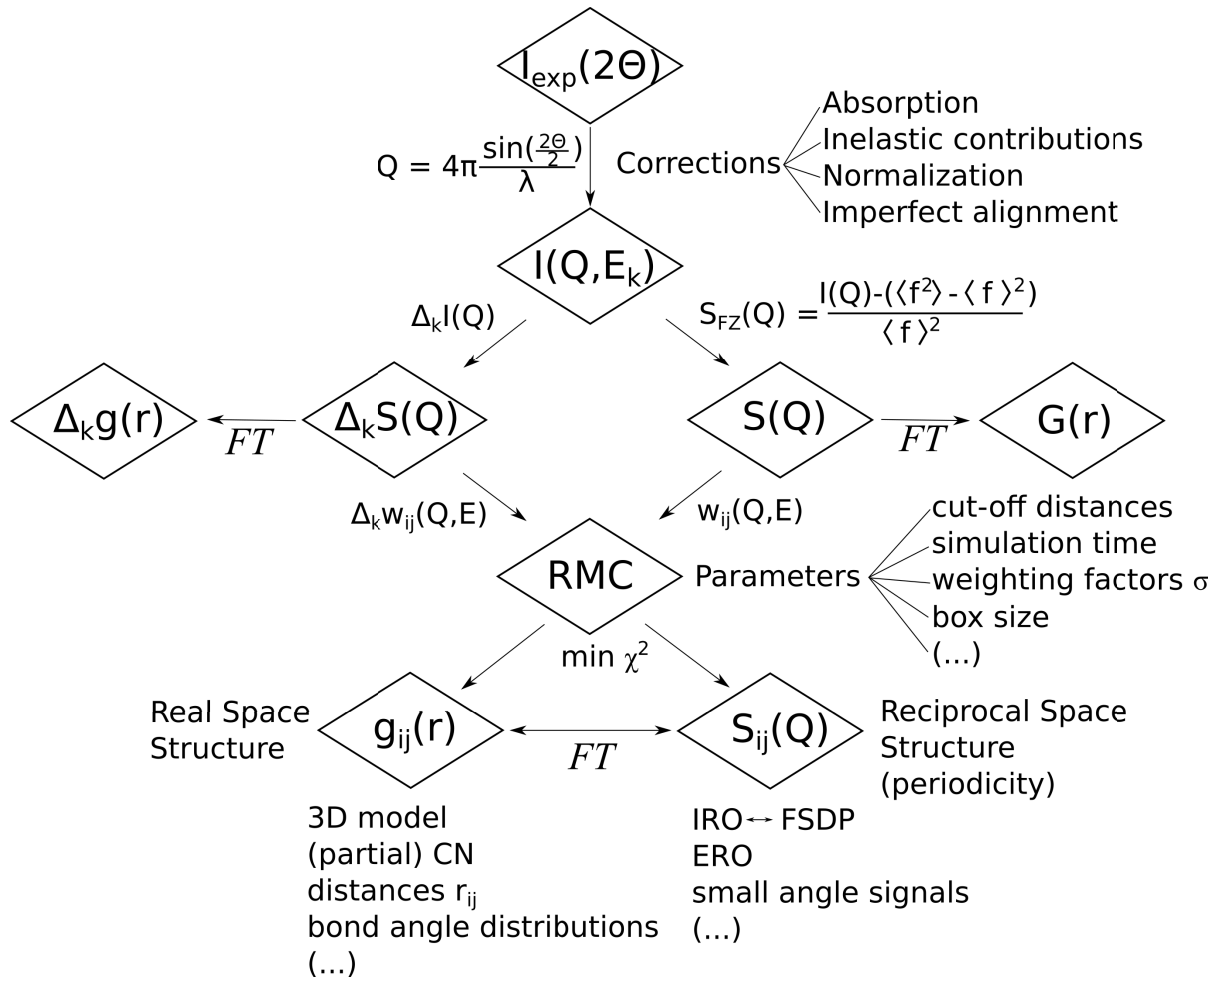 I_exp(2Θ)
Q = 4π sin(2Θ/2)/λ
Corrections
Absorption
Inelastic contributions
Normalization
Imperfect alignment
I(Q,E_k)
Δ_kI(Q)
S_FZ(Q) = I(Q)-(⟨f²⟩ - ⟨ f ⟩²) / ⟨ f ⟩²
Δ_kg(r)
FT
Δ_kS(Q)
S(Q)
FT
G(r)
Δ_kw_ij(Q,E)
w_ij(Q,E)
RMC
Parameters
cut-off distances
simulation time
weighting factors σ
box size
(...)
min χ²
Real Space
Structure
g_ij(r)
FT
S_ij(Q)
Reciprocal Space
Structure
(periodicity)
3D model
(partial) CN
distances r_ij
bond angle distributions
(...)
IRO↔FSDP
ERO
small angle signals
(...)